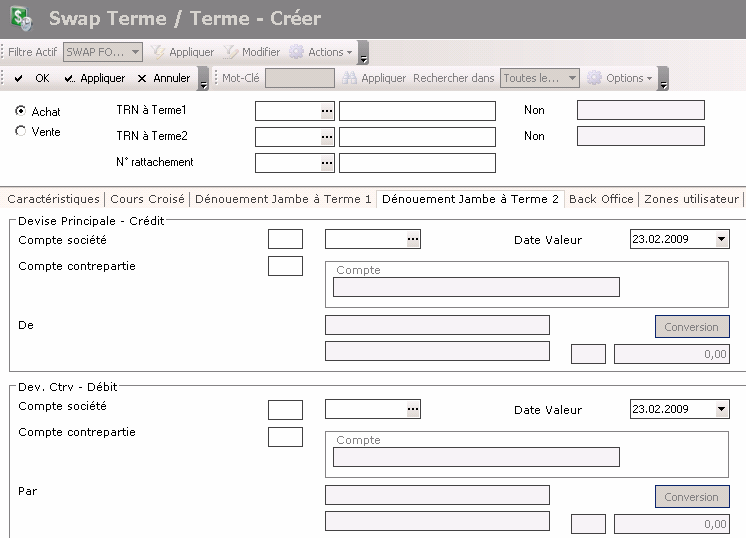 Swap Terme / Terme - Créer
Filtre Actif SWAP FO... Appliquer Modifier Actions
OK Appliquer Annuler Mot-Clé Appliquer Rechercher dans Toutes le... Options
Achat TRN à Terme1 Non
Vente TRN à Terme2 Non
N° rattachement
Caractéristiques Cours Croisé Dénouement Jambe à Terme 1 Dénouement Jambe à Terme 2 Back Office Zones utilisateur
Devise Principale - Crédit
Compte société Date Valeur 23.02.2009
Compte contrepartie
Compte
De Conversion
0,00
Dev. Ctrv - Débit
Compte société Date Valeur 23.02.2009
Compte contrepartie
Compte
Par Conversion
0,00